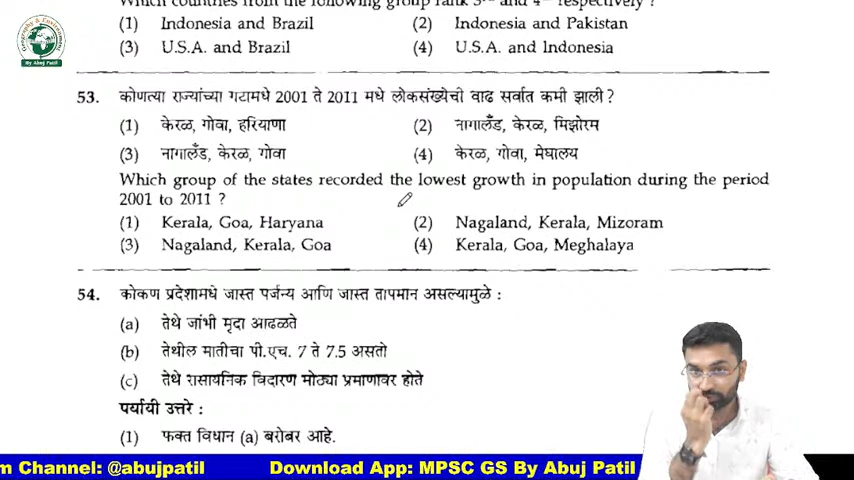 Which countries from the following group rank 3rd and 4th respectively ?
(1) Indonesia and Brazil (2) Indonesia and Pakistan
(3) U.S.A. and Brazil (4) U.S.A. and Indonesia
Geography & Environment
By Abuj Patil
53. कोणत्या राज्यांच्या गटामधे 2001 ते 2011 मधे लोकसंख्येची वाढ सर्वात कमी झाली ?
(1) केरळ, गोवा, हरियाणा (2) नागालँड, केरळ, मिझोरम
(3) नागालँड, केरळ, गोवा (4) केरळ, गोवा, मेघालय
Which group of the states recorded the lowest growth in population during the period
2001 to 2011 ?
(1) Kerala, Goa, Haryana (2) Nagaland, Kerala, Mizoram
(3) Nagaland, Kerala, Goa (4) Kerala, Goa, Meghalaya
54. कोकण प्रदेशामधे जास्त पर्जन्य आणि जास्त तापमान असल्यामुळे :
(a) तेथे जांभी मृदा आढळते
(b) तेथील मातीचा पी.एच. 7 ते 7.5 असतो
(c) तेथे रासायनिक विदारण मोठ्या प्रमाणावर होते
पर्यायी उत्तरे :
(1) फक्त विधान (a) बरोबर आहे.
m Channel: @abujpatil Download App: MPSC GS By Abuj Patil